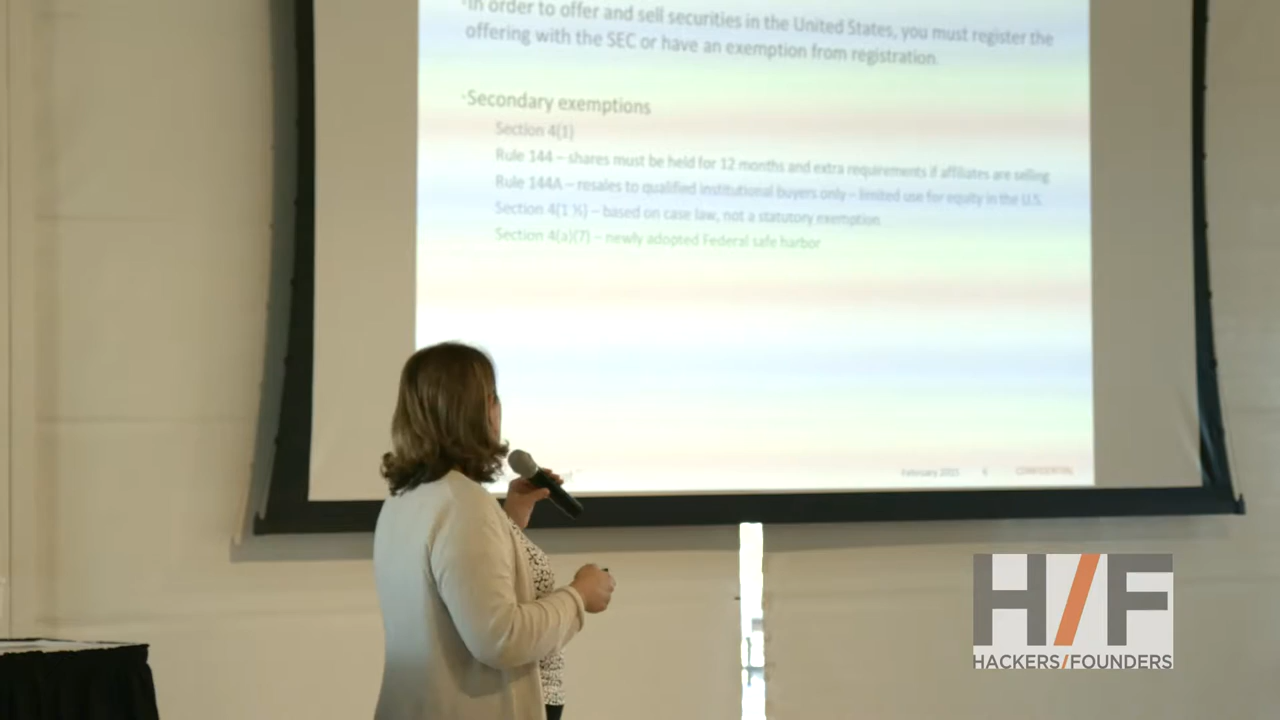 ·In order to offer and sell securities in the United States, you must register the
offering with the SEC or have an exemption from registration.
·Secondary exemptions
Section 4(1)
Rule 144 – shares must be held for 12 months and extra requirements if affiliates are selling
Rule 144A – resales to qualified institutional buyers only – limited use for equity in the U.S.
Section 4(1 ½) – based on case law, not a statutory exemption
Section 4(a)(7) – newly adopted Federal safe harbor
February CONFIDENTIAL
H/F
HACKERS/FOUNDERS